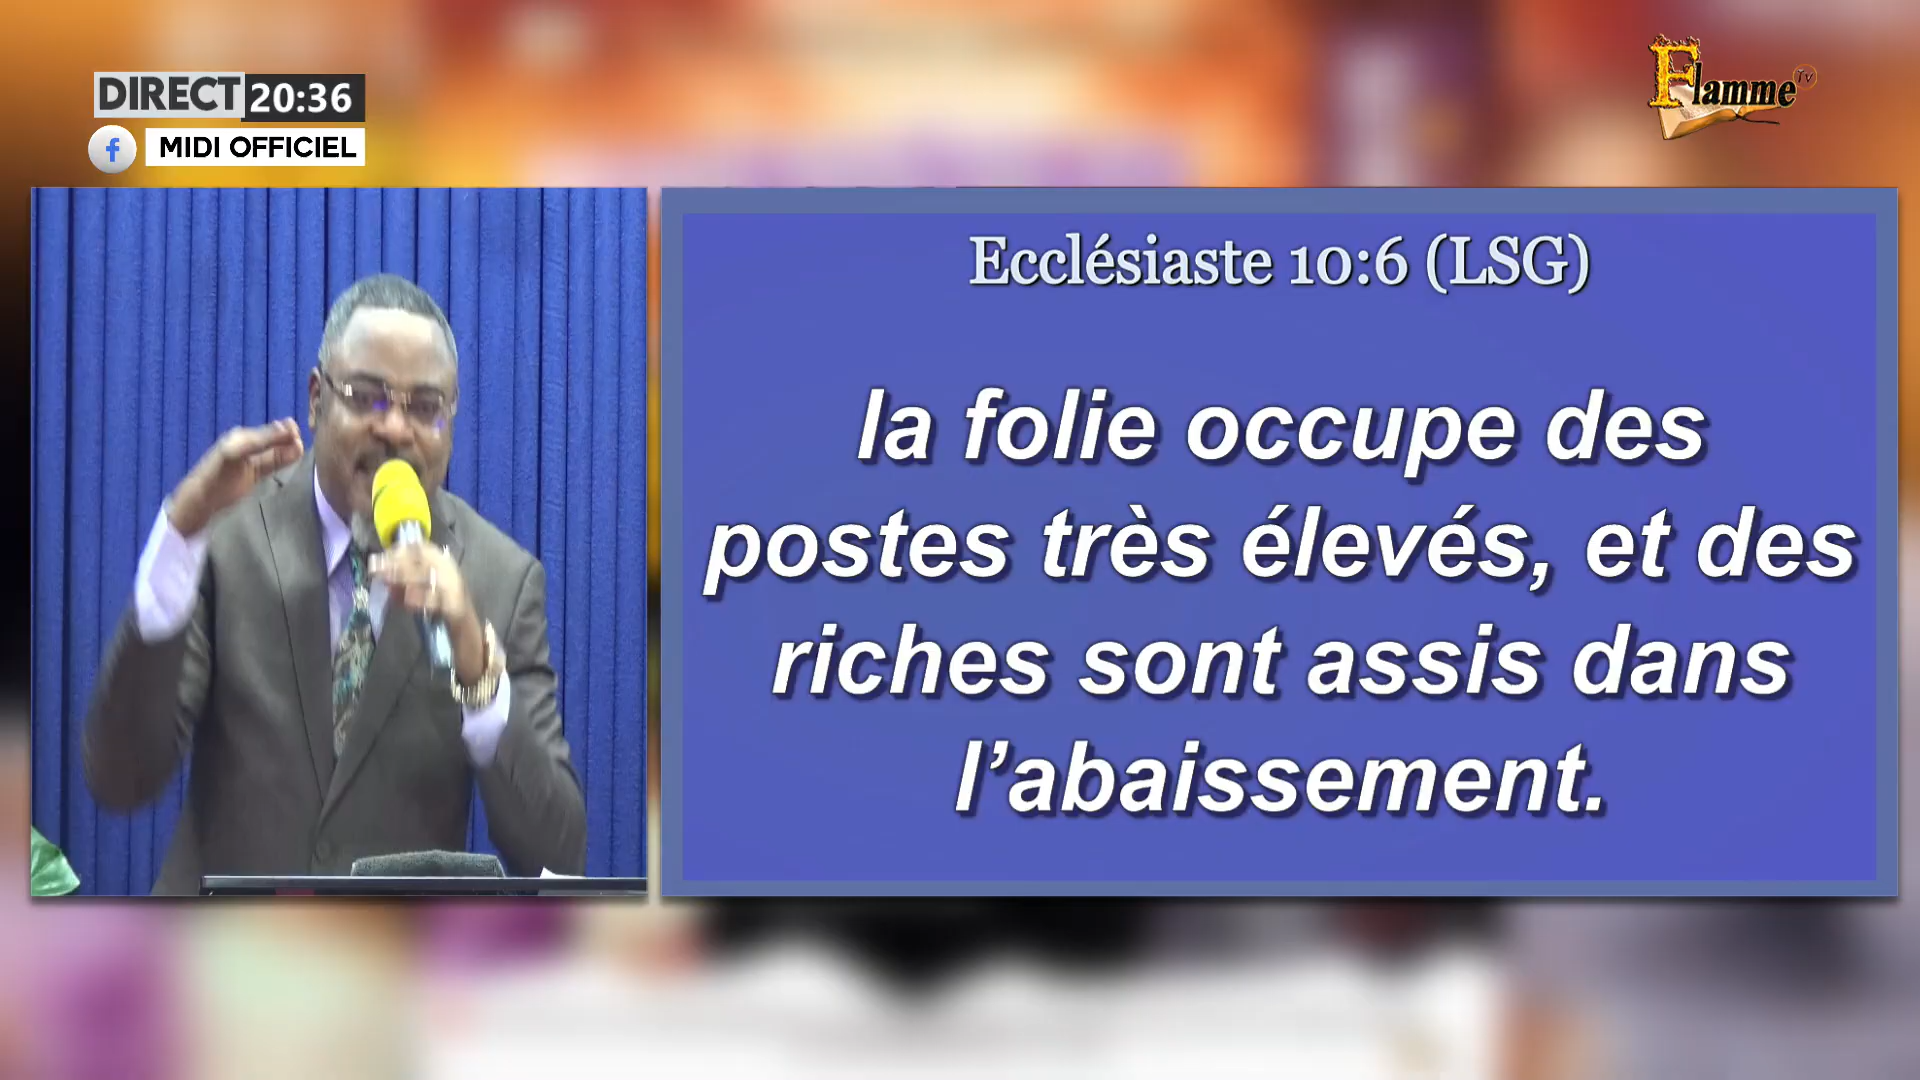 DIRECT 20:36
f MIDI OFFICIEL
Flamme Tv
Ecclésiaste 10:6 (LSG)
la folie occupe des
postes très élevés, et des
riches sont assis dans
l’abaissement.